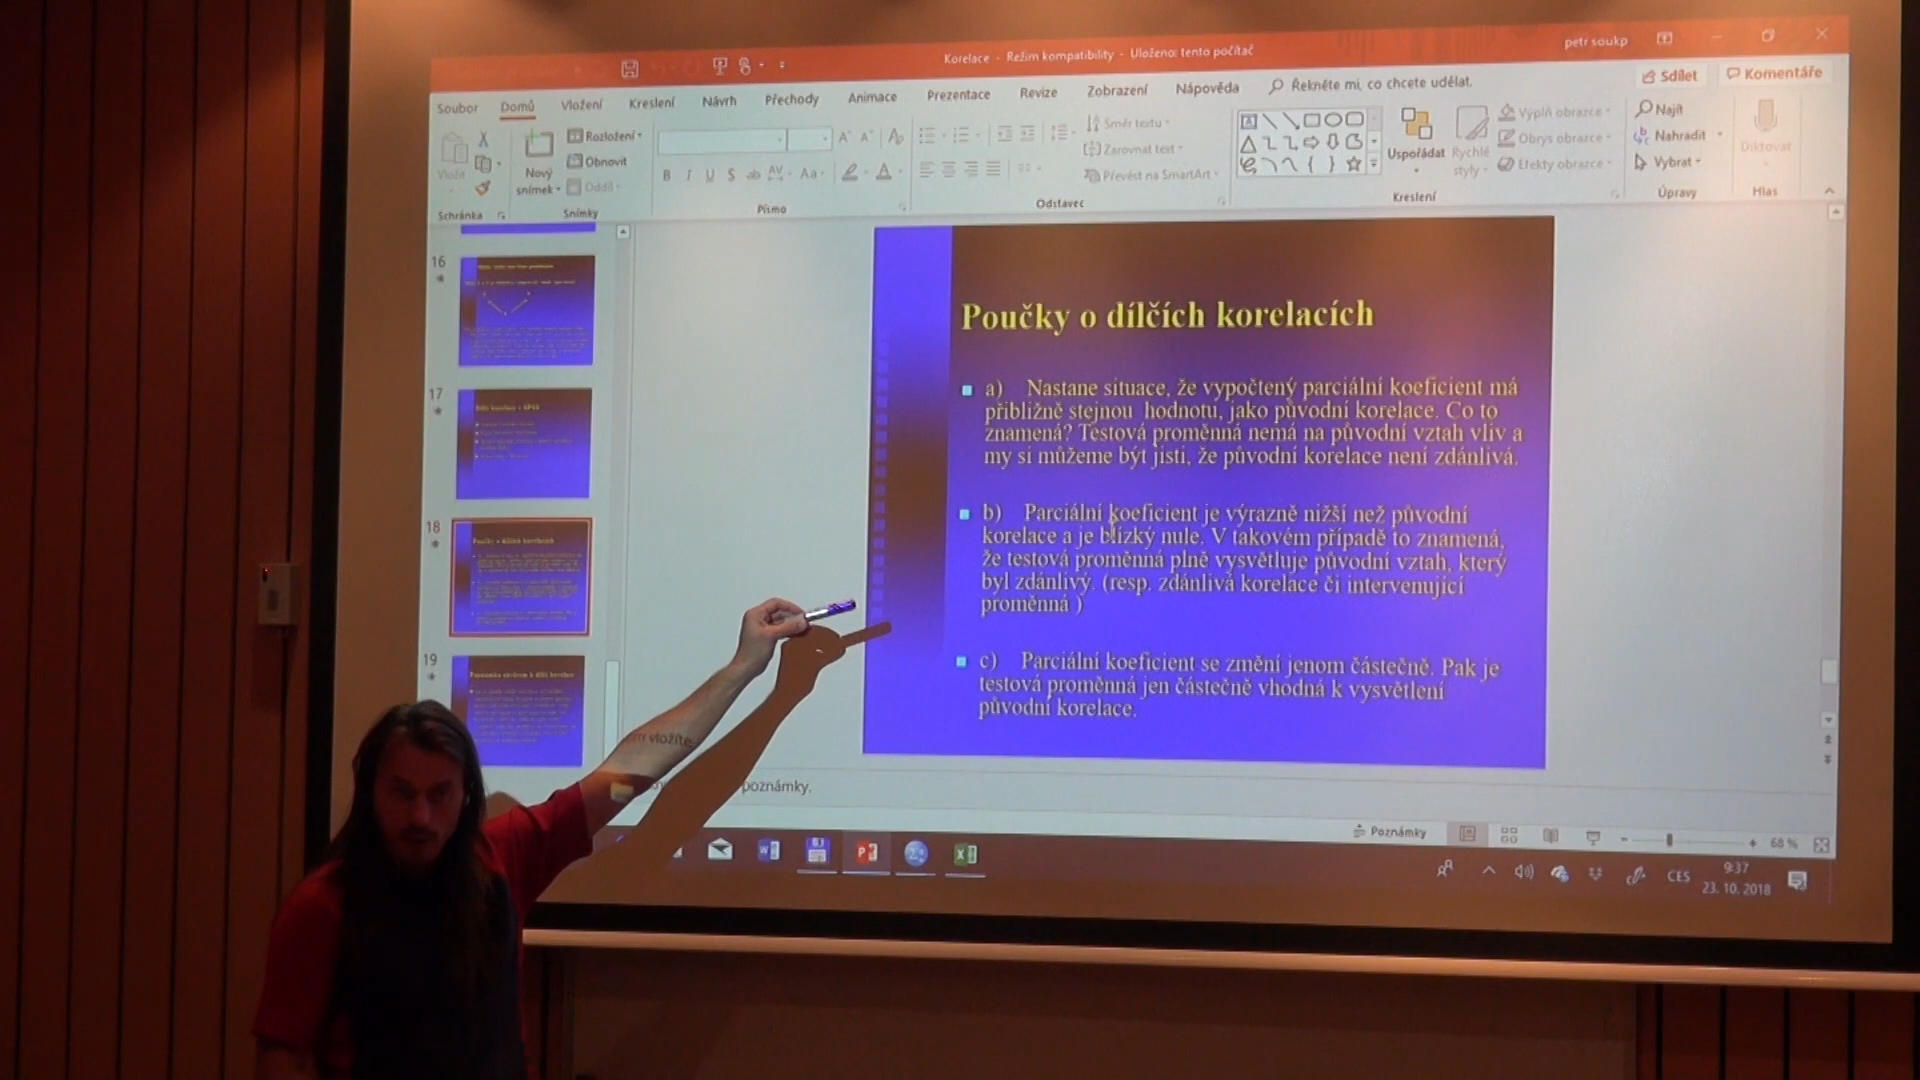 Korelace - Režim kompatibility - Uloženo: tento počítač
petr soukp
Soubor Domů Vložení Kreslení Návrh Přechody Animace Prezentace Revize Zobrazení Nápověda Řekněte mi, co chcete udělat.
Sdílet Komentáře
Vložit
Schránka
Nový
snímek
Rozložení
Obnovit
Oddíl
Snímky
Písmo
Směr textu
Zarovnat text
Převést na SmartArt
Odstavec
Uspořádat
Rychlé
styly
Výplň obrazce
Obrys obrazce
Efekty obrazce
Kreslení
Najít
Nahradit
Vybrat
Úpravy
Diktovat
Hlas
16
17
18
19
Poučky o dílčích korelacích
a) Nastane situace, že vypočtený parciální koeficient má
přibližně stejnou hodnotu, jako původní korelace. Co to
znamená? Testová proměnná nemá na původní vztah vliv a
my si můžeme být jisti, že původní korelace není zdánlivá.
b) Parciální koeficient je výrazně nižší než původní
korelace a je blízký nule. V takovém případě to znamená,
že testová proměnná plně vysvětluje původní vztah, který
byl zdánlivý. (resp. zdánlivá korelace či intervenující
proměnná )
c) Parciální koeficient se změní jenom částečně. Pak je
testová proměnná jen částečně vhodná k vysvětlení
původní korelace.
vložíte
poznámky.
Poznámky
68 %
CES
9:37
23. 10. 2018